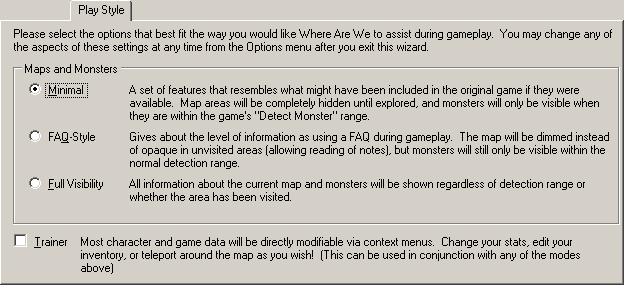 Play Style
Please select the options that best fit the way you would like Where Are We to assist during gameplay.  You may change any of
the aspects of these settings at any time from the Options menu after you exit this wizard.
Maps and Monsters
Minimal
A set of features that resembles what might have been included in the original game if they were
available.  Map areas will be completely hidden until explored, and monsters will only be visible when
they are within the game's "Detect Monster" range.
FAQ-Style
Gives about the level of information as using a FAQ during gameplay.  The map will be dimmed instead
of opaque in unvisited areas (allowing reading of notes), but monsters will still only be visible within the
normal detection range.
Full Visibility
All information about the current map and monsters will be shown regardless of detection range or
whether the area has been visited.
Trainer
Most character and game data will be directly modifiable via context menus.  Change your stats, edit your
inventory, or teleport around the map as you wish!  (This can be used in conjunction with any of the modes
above)